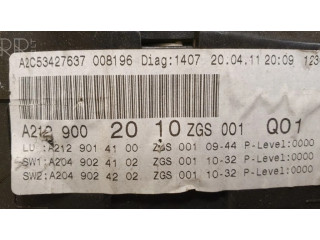 A2C53427637 008196 Diag:1407 20.04.11 20:09 123
A212 900 20 10 ZGS 001 Q01
LU :A212 901 41 00 ZGS 001 09-44 P-Level:0000
SW1:A204 902 41 02 ZGS 001 10-32 P-Level:0000
SW2:A204 902 42 02 ZGS 001 10-32 P-Level:0000